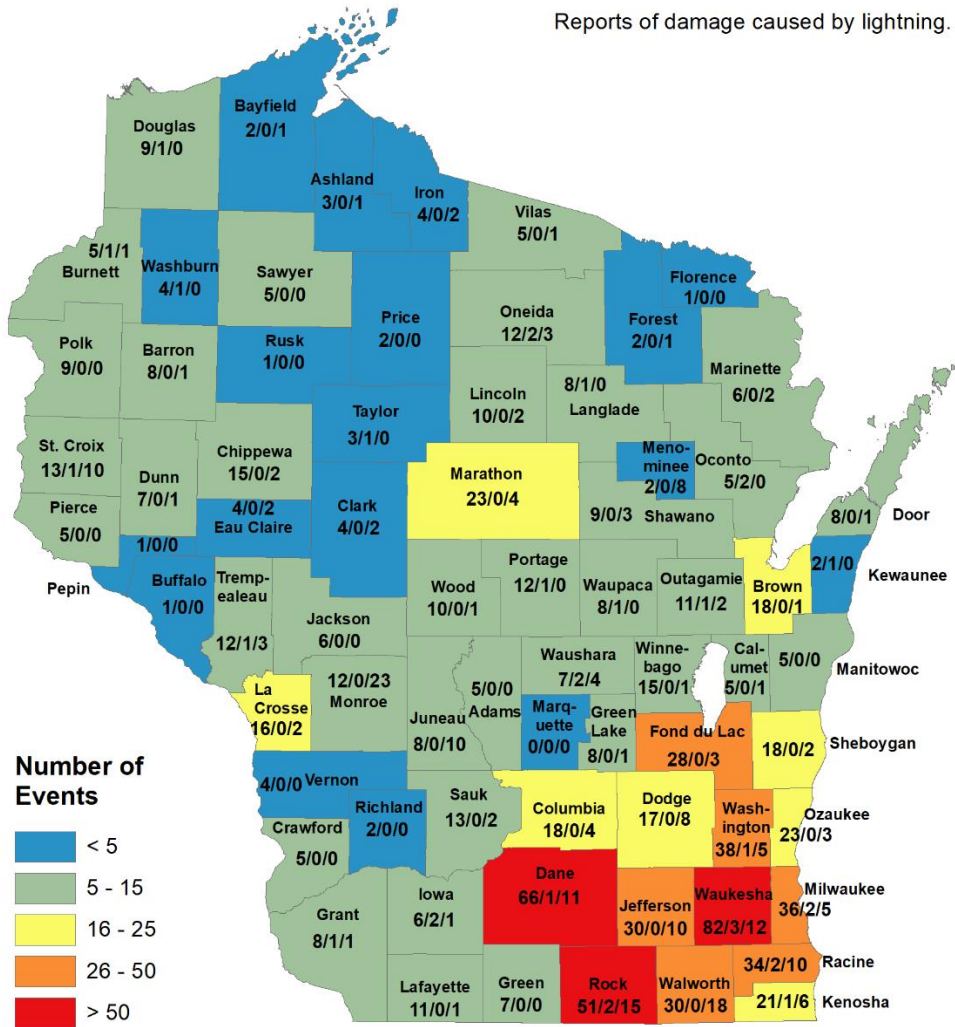 Reports of damage caused by lightning.
Bayfield
2/0/1
Douglas
9/1/0
Ashland
3/0/1
Iron
4/0/2
Vilas
5/0/1
5/1/1
Burnett
Washburn
4/1/0
Sawyer
5/0/0
Florence
1/0/0
Price
2/0/0
Oneida
12/2/3
Forest
2/0/1
Polk
9/0/0
Barron
8/0/1
Rusk
1/0/0
Marinette
6/0/2
Lincoln
10/0/2
8/1/0
Langlade
Taylor
3/1/0
St. Croix
13/1/10
Dunn
7/0/1
Chippewa
15/0/2
Marathon
23/0/4
Meno-
minee
2/0/8
Oconto
5/2/0
Pierce
5/0/0
4/0/2
Eau Claire
Clark
4/0/2
9/0/3
Shawano
8/0/1
Door
1/0/0
Pepin
Buffalo
1/0/0
Tremp-
ealeau
12/1/3
Jackson
6/0/0
Wood
10/0/1
Portage
12/1/0
Waupaca
8/1/0
Outagamie
11/1/2
Brown
18/0/1
2/1/0
Kewaunee
La
Crosse
16/0/2
12/0/23
Monroe
Juneau
8/0/10
5/0/0
Adams
Waushara
7/2/4
Winne-
bago
15/0/1
Cal-
umet
5/0/1
5/0/0
Manitowoc
Marq-
uette
0/0/0
Green
Lake
8/0/1
Fond du Lac
28/0/3
18/0/2
Sheboygan
4/0/0 Vernon
Richland
2/0/0
Sauk
13/0/2
Columbia
18/0/4
Dodge
17/0/8
Wash-
ington
38/1/5
Ozaukee
23/0/3
Crawford
5/0/0
Grant
8/1/1
Iowa
6/2/1
Dane
66/1/11
Jefferson
30/0/10
Waukesha
82/3/12
Milwaukee
36/2/5
Lafayette
11/0/1
Green
7/0/0
Rock
51/2/15
Walworth
30/0/18
34/2/10
Racine
21/1/6
Kenosha
Number of
Events
< 5
5 - 15
16 - 25
26 - 50
> 50